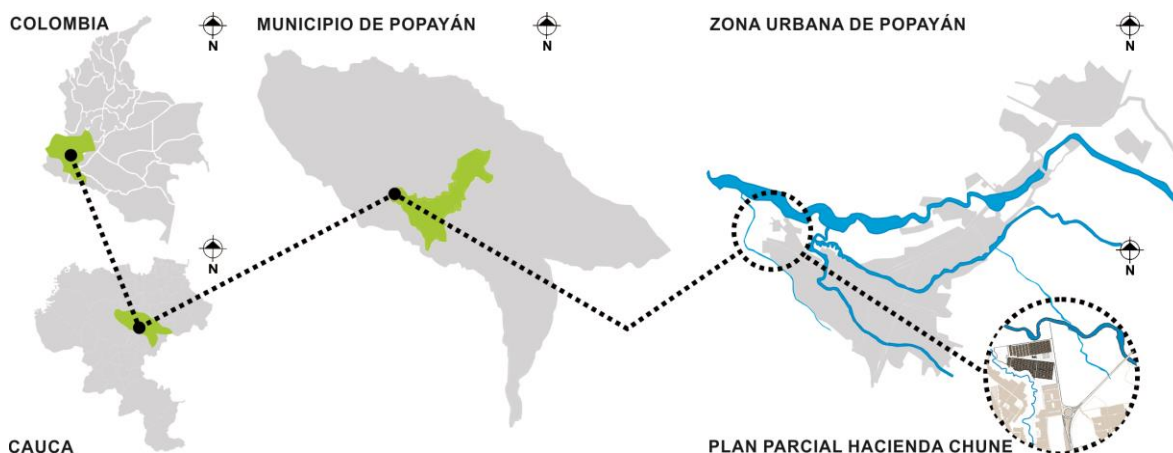 COLOMBIA
N
MUNICIPIO DE POPAYÁN
N
ZONA URBANA DE POPAYÁN
N
N
N
CAUCA
PLAN PARCIAL HACIENDA CHUNE